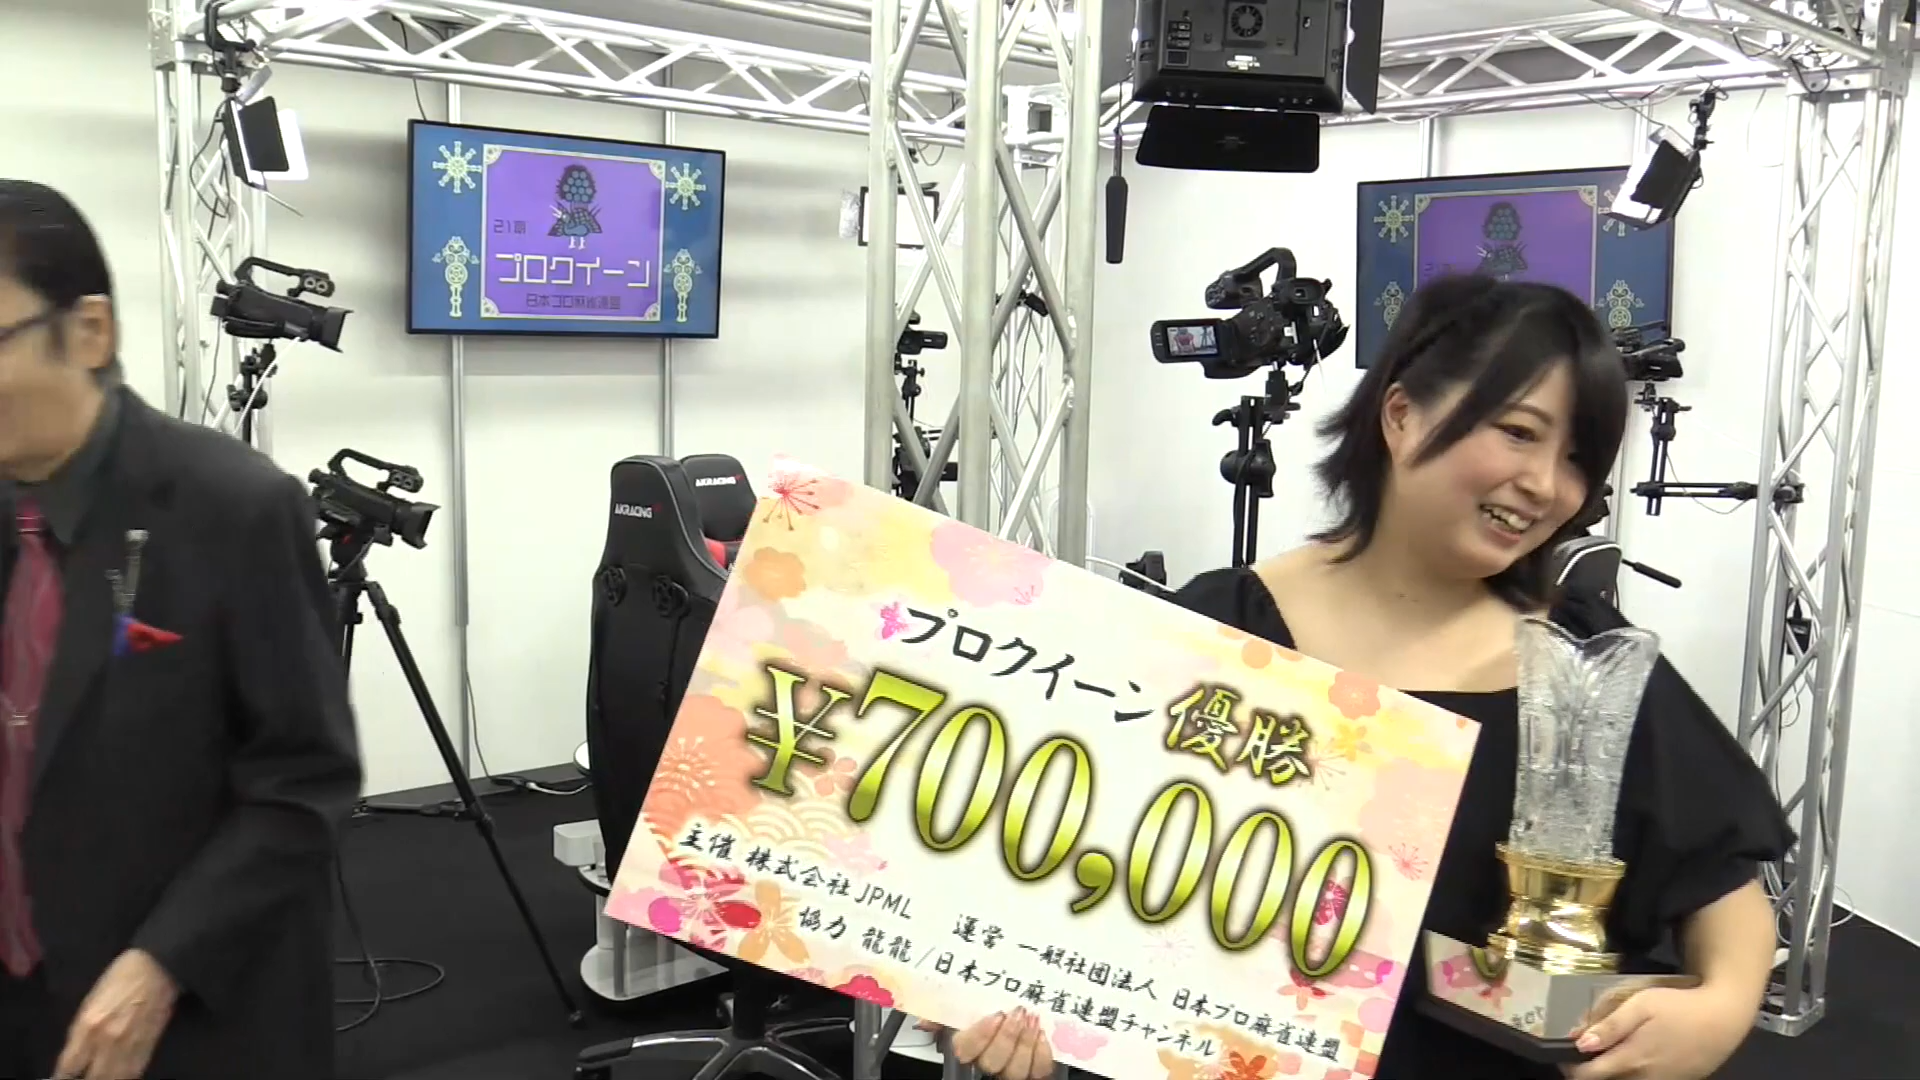 21期
プロクイーン
日本プロ麻雀連盟
AKRACING
AKRACING
プロクイーン 優勝
¥700,000
主催 株式会社JPML 運営 一般社団法人 日本プロ麻雀連盟
協力 龍龍/日本プロ麻雀連盟チャンネル